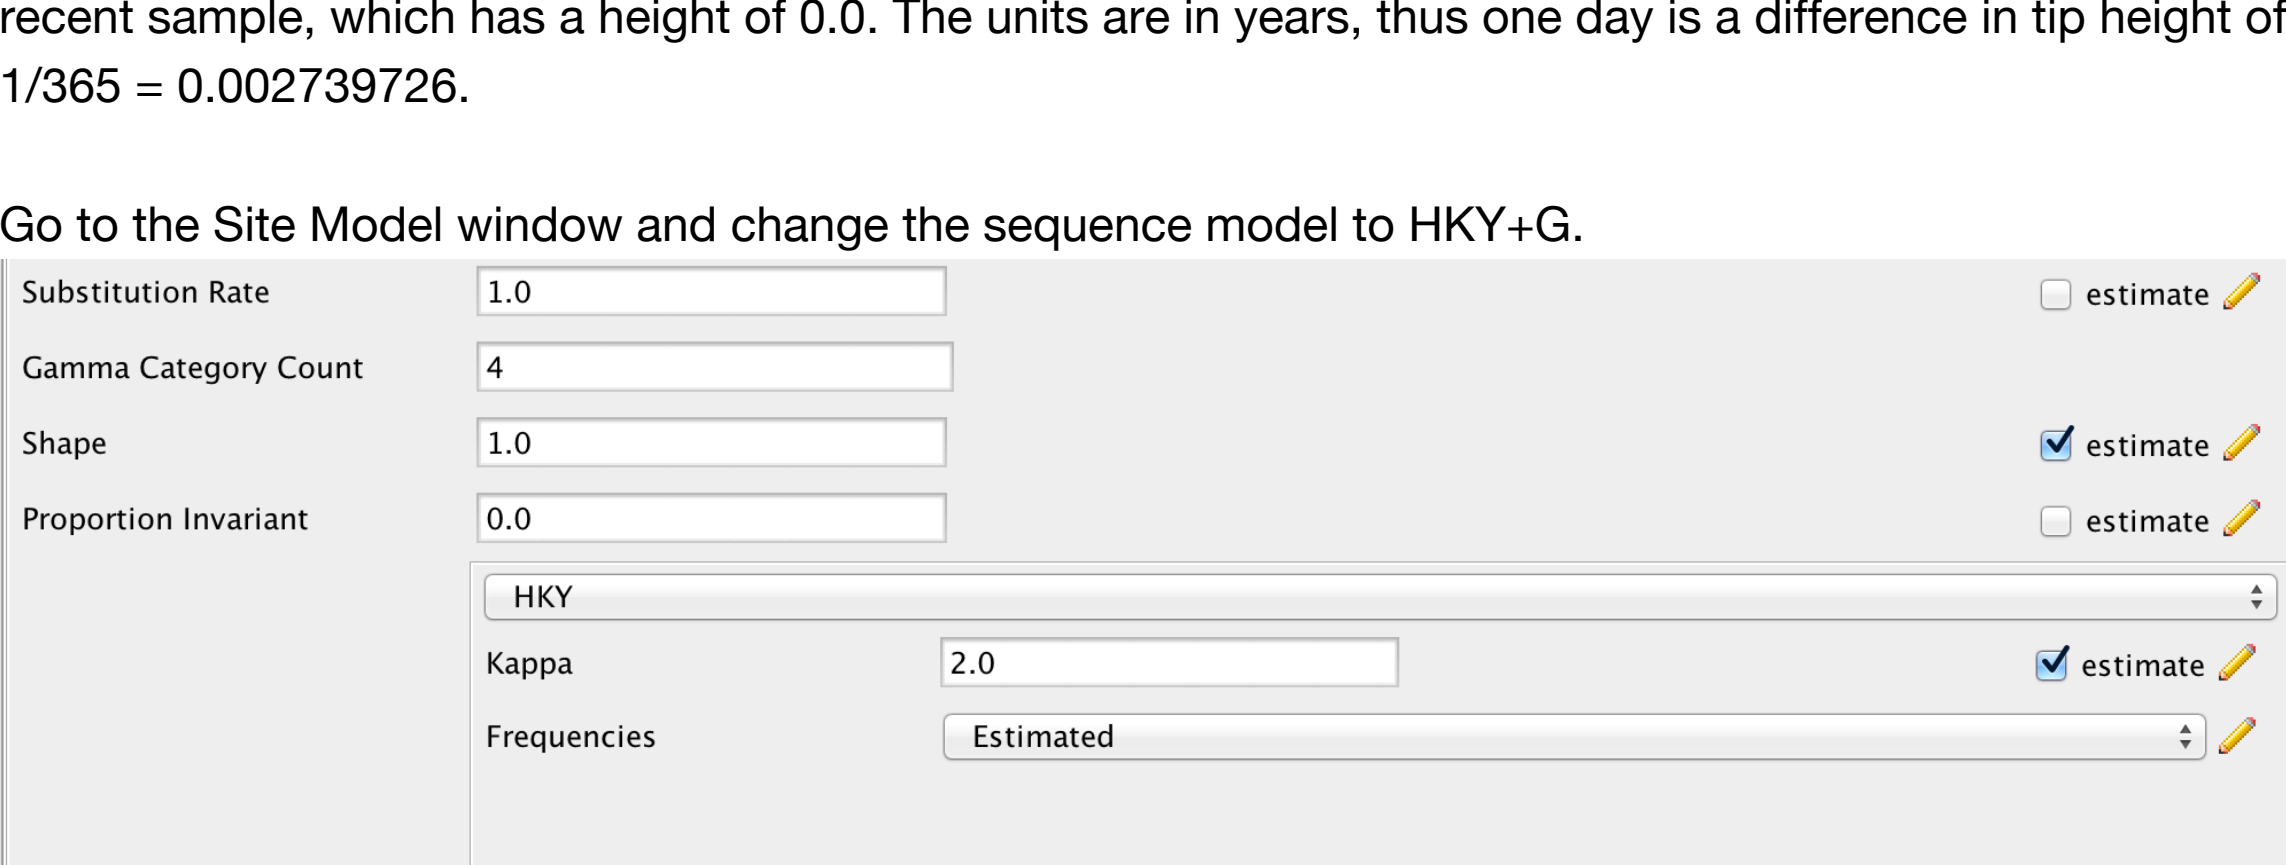 recent sample, which has a height of 0.0. The units are in years, thus one day is a difference in tip height of
1/365 = 0.002739726.
Go to the Site Model window and change the sequence model to HKY+G.
Substitution Rate 1.0 estimate
Gamma Category Count 4
Shape 1.0 estimate
Proportion Invariant 0.0 estimate
HKY
Kappa 2.0 estimate
Frequencies Estimated